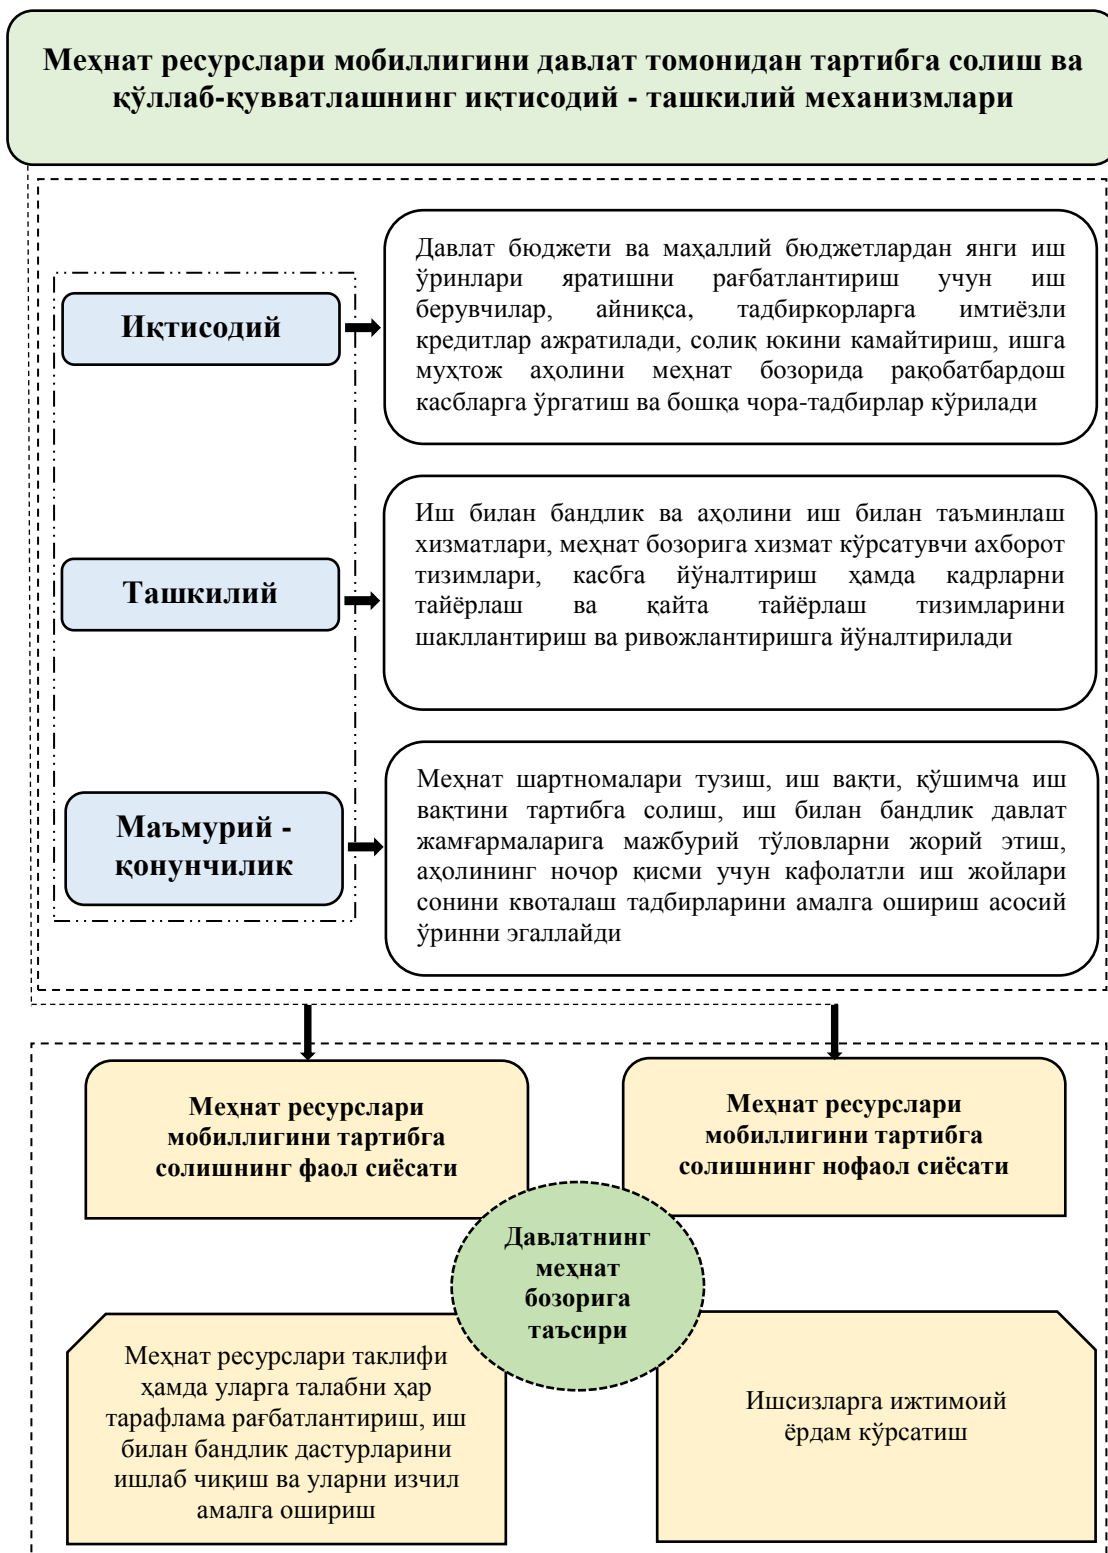 Меҳнат ресурслари мобиллигини давлат томонидан тартибга солиш ва
қўллаб-қувватлашнинг иқтисодий - ташкилий механизмлари
Иқтисодий
Давлат бюджети ва маҳаллий бюджетлардан янги иш
ўринлари яратишни рағбатлантириш учун иш
берувчилар, айниқса, тадбиркорларга имтиёзли
кредитлар ажратилади, солиқ юкини камайтириш, ишга
муҳтож аҳолини меҳнат бозорида рақобатбардош
касбларга ўргатиш ва бошқа чора-тадбирлар кўрилади
Ташкилий
Иш билан бандлик ва аҳолини иш билан таъминлаш
хизматлари, меҳнат бозорига хизмат кўрсатувчи ахборот
тизимлари, касбга йўналтириш ҳамда кадрларни
тайёрлаш ва қайта тайёрлаш тизимларини
шакллантириш ва ривожлантиришга йўналтирилади
Маъмурий -
қонунчилик
Меҳнат шартномалари тузиш, иш вақти, қўшимча иш
вақтини тартибга солиш, иш билан бандлик давлат
жамғармаларига мажбурий тўловларни жорий этиш,
аҳолининг ночор қисми учун кафолатли иш жойлари
сонини квоталаш тадбирларини амалга ошириш асосий
ўринни эгаллайди
Меҳнат ресурслари
мобиллигини тартибга
солишнинг фаол сиёсати
Меҳнат ресурслари
мобиллигини тартибга
солишнинг нофаол сиёсати
Давлатнинг
меҳнат
бозорига
таъсири
Меҳнат ресурслари таклифи
ҳамда уларга талабни ҳар
тарафлама рағбатлантириш, иш
билан бандлик дастурларини
ишлаб чиқиш ва уларни изчил
амалга ошириш
Ишсизларга ижтимоий
ёрдам кўрсатиш